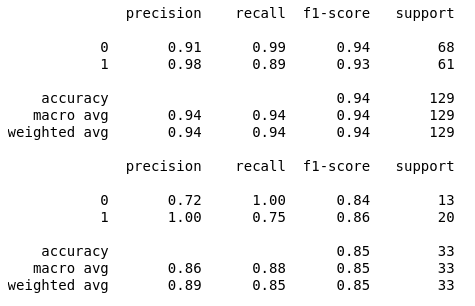 precision recall f1-score support
0 0.91 0.99 0.94 68
1 0.98 0.89 0.93 61
accuracy 0.94 129
macro avg 0.94 0.94 0.94 129
weighted avg 0.94 0.94 0.94 129
precision recall f1-score support
0 0.72 1.00 0.84 13
1 1.00 0.75 0.86 20
accuracy 0.85 33
macro avg 0.86 0.88 0.85 33
weighted avg 0.89 0.85 0.85 33